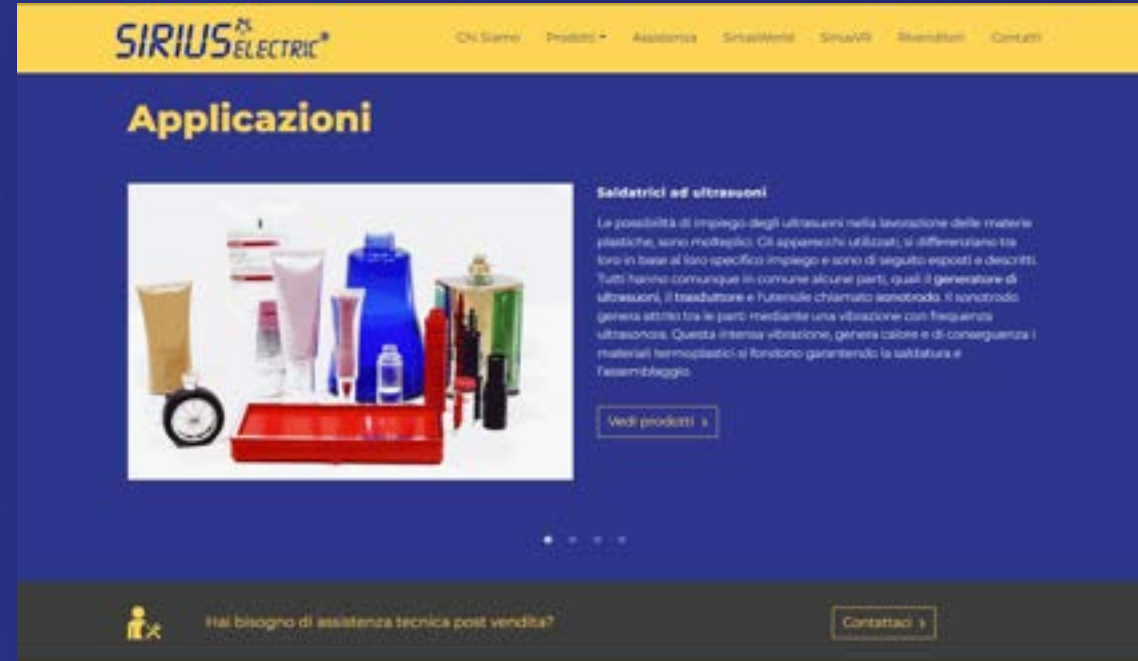 SIRIUS ELECTRIC®
Chi Siamo Prodotti Assistenza SiriusWorld SiriusVR Rivenditori Contatti
Applicazioni
Saldatrici ad ultrasuoni
Le possibilità di impiego degli ultrasuoni nella lavorazione delle materie
plastiche, sono molteplici. Gli apparecchi utilizzati, si differenziano tra
loro in base al loro specifico impiego e sono di seguito esposti e descritti.
Tutti hanno comunque in comune alcune parti, quali il generatore di
ultrasuoni, il trasduttore e l'utensile chiamato sonotrodo. Il sonotrodo
genera attrito tra le parti mediante una vibrazione con frequenza
ultrasonora. Questa intensa vibrazione, genera calore e di conseguenza i
materiali termoplastici si fondono garantendo la saldatura e
l'assemblaggio.
Vedi prodotti ›
Hai bisogno di assistenza tecnica post vendita?
Contattaci ›